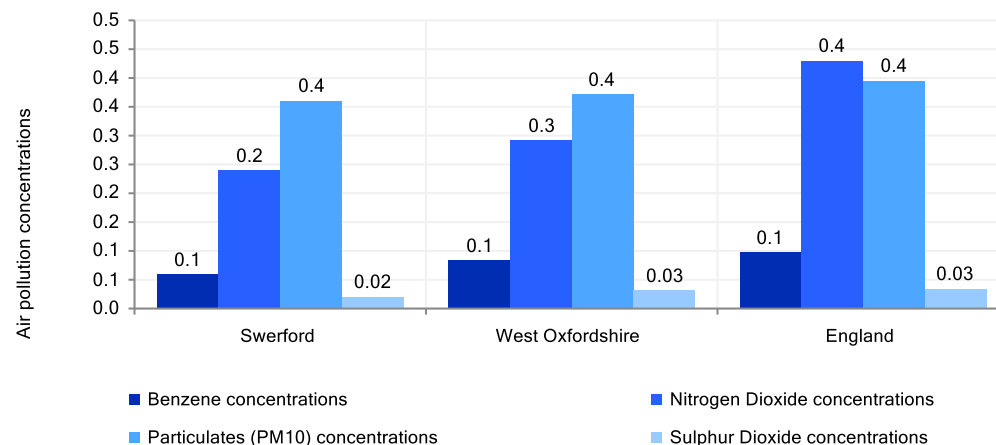 Air pollution concentrations
0.5
0.5
0.4
0.4
0.3
0.3
0.2
0.2
0.1
0.1
0.0
0.1
0.2
0.4
0.02
0.1
0.3
0.4
0.03
0.1
0.4
0.4
0.03
Swerford
West Oxfordshire
England
Benzene concentrations
Nitrogen Dioxide concentrations
Particulates (PM10) concentrations
Sulphur Dioxide concentrations